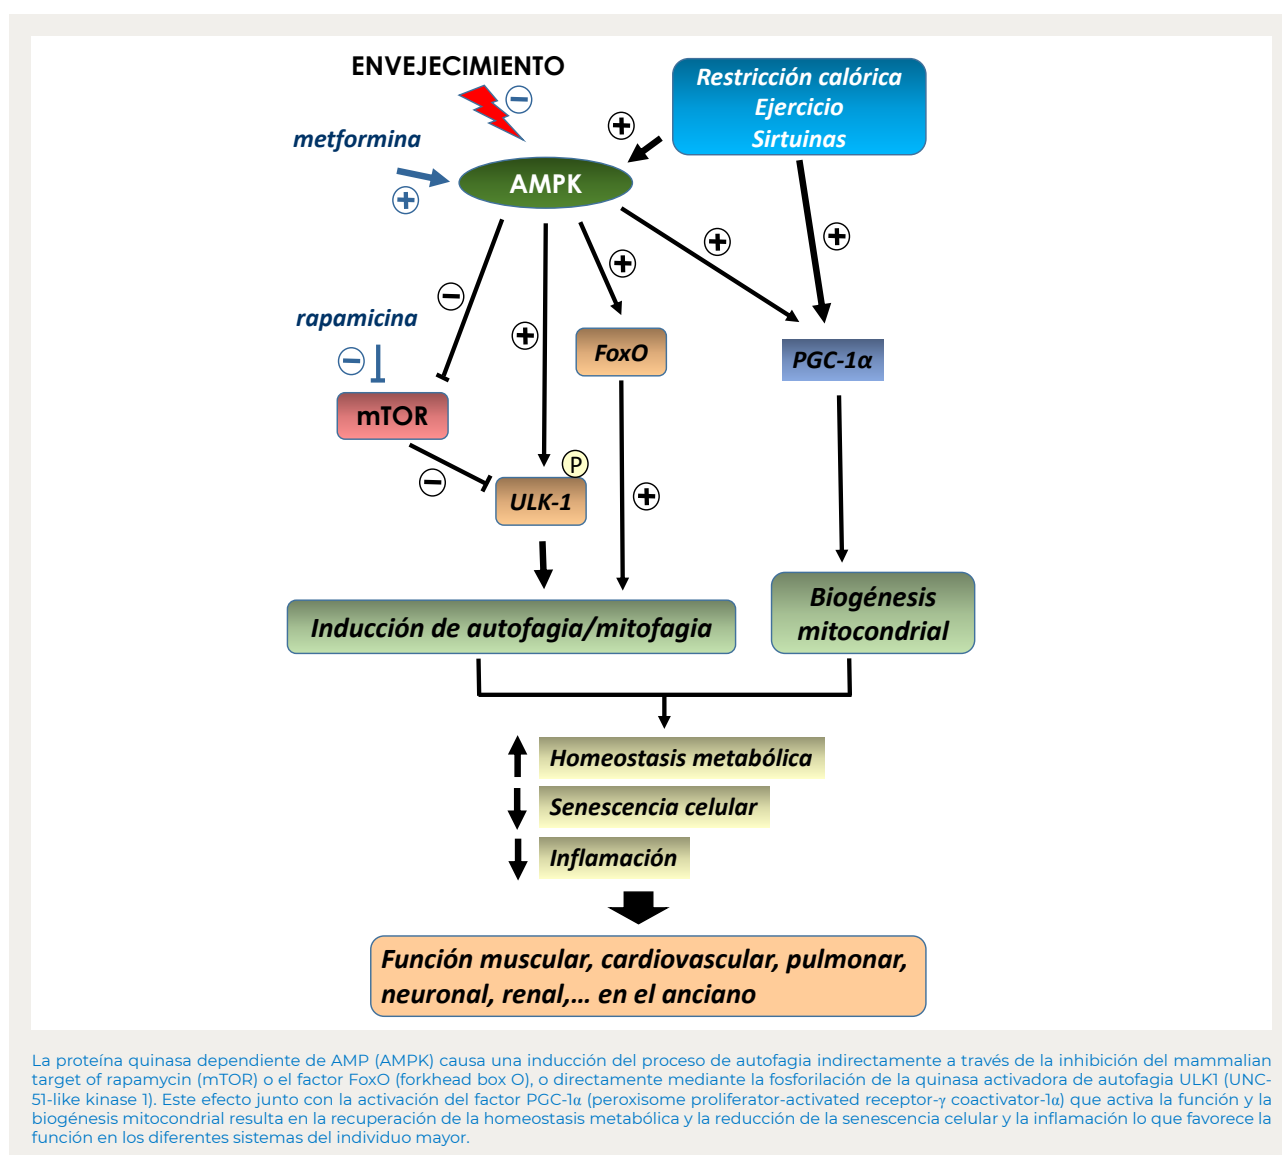 ENVEJECIMIENTO
Restricción calórica
Ejercicio
Sirtuinas
metformina
AMPK
rapamicina
FoxO
PGC-1α
mTOR
P
ULK-1
Inducción de autofagia/mitofagia
Biogénesis
mitocondrial
Homeostasis metabólica
Senescencia celular
Inflamación
Función muscular, cardiovascular, pulmonar,
neuronal, renal,... en el anciano
La proteína quinasa dependiente de AMP (AMPK) causa una inducción del proceso de autofagia indirectamente a través de la inhibición del mammalian
target of rapamycin (mTOR) o el factor FoxO (forkhead box O), o directamente mediante la fosforilación de la quinasa activadora de autofagia ULK1 (UNC-
51-like kinase 1). Este efecto junto con la activación del factor PGC-1α (peroxisome proliferator-activated receptor-γ coactivator-1α) que activa la función y la
biogénesis mitocondrial resulta en la recuperación de la homeostasis metabólica y la reducción de la senescencia celular y la inflamación lo que favorece la
función en los diferentes sistemas del individuo mayor.